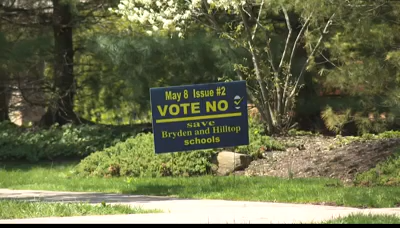 May 8 Issue #2
VOTE NO
save
Bryden and Hilltop
schools